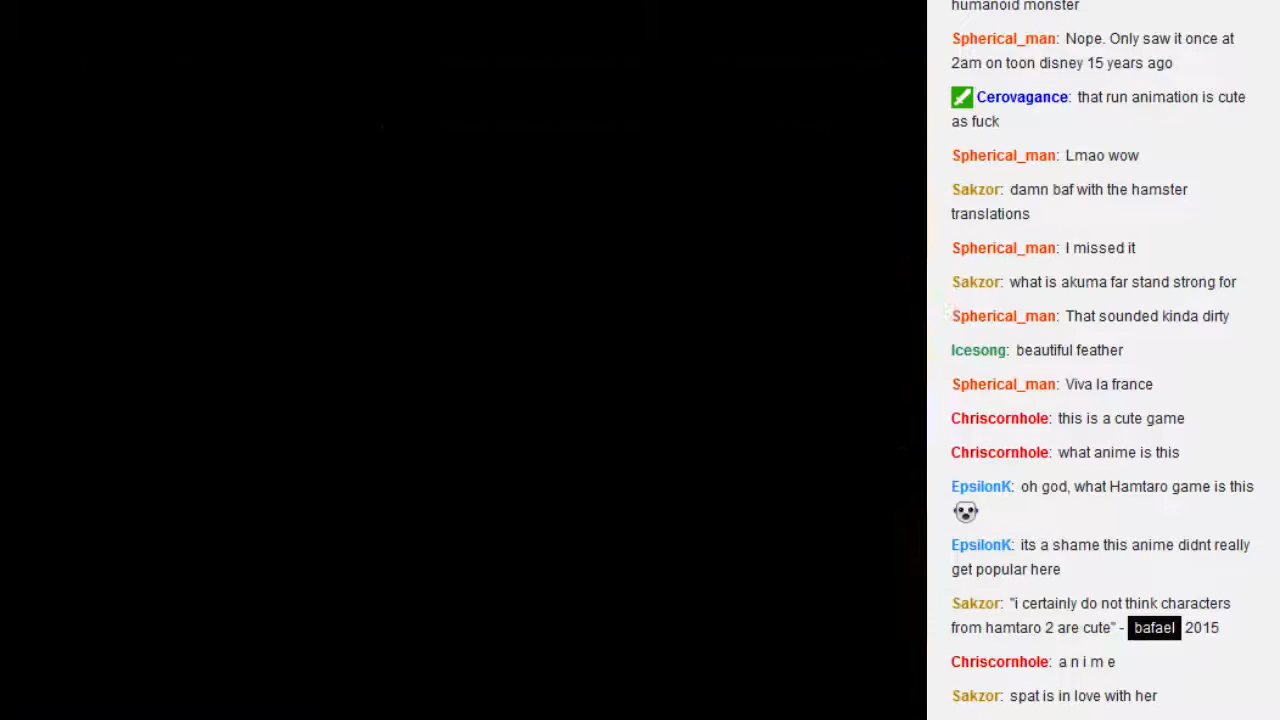 humanoid monster
Spherical_man: Nope. Only saw it once at
2am on toon disney 15 years ago
Cerovagance: that run animation is cute
as fuck
Spherical_man: Lmao wow
Sakzor: damn baf with the hamster
translations
Spherical_man: I missed it
Sakzor: what is akuma far stand strong for
Spherical_man: That sounded kinda dirty
Icesong: beautiful feather
Spherical_man: Viva la france
Chriscornhole: this is a cute game
Chriscornhole: what anime is this
EpsilonK: oh god, what Hamtaro game is this
EpsilonK: its a shame this anime didnt really
get popular here
Sakzor: "i certainly do not think characters
from hamtaro 2 are cute" - bafael 2015
Chriscornhole: a n i m e
Sakzor: spat is in love with her